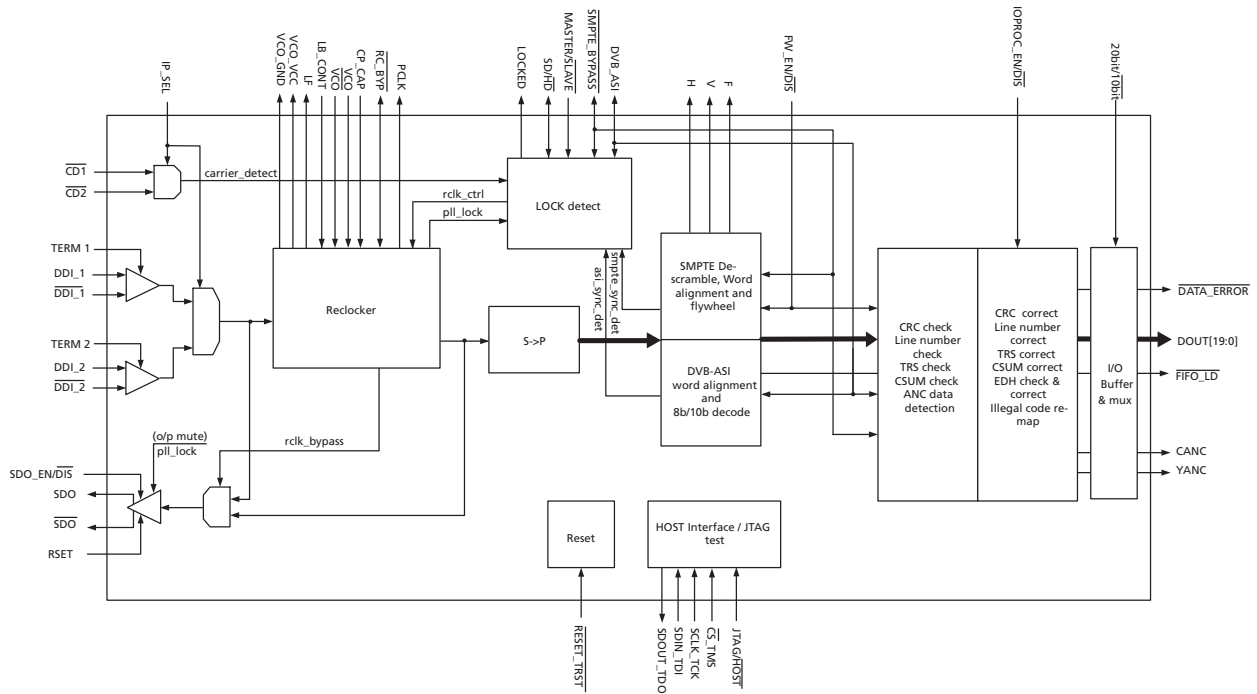 IP_SEL
VCO_GND
VCO_VCC
LF
LB_CONT
VCO
VCO
CP_CAP
RC_BYP
PCLK
LOCKED
SD/HD
MASTER/SLAVE
SMPTE_BYPASS
DVB_ASI
H
V
F
FW_EN/DIS
IOPROC_EN/DIS
20bit/10bit
CD1
CD2
carrier_detect
rclk_ctrl
pll_lock
LOCK detect
TERM 1
DDI_1
DDI_1
TERM 2
DDI_2
DDI_2
Reclocker
S->P
asi_sync_det
smpte_sync_det
SMPTE De-
scramble, Word
alignment and
flywheel
DVB-ASI
word alignment
and
8b/10b decode
CRC check
Line number
check
TRS check
CSUM check
ANC data
detection
CRC correct
Line number
correct
TRS correct
CSUM correct
EDH check &
correct
Illegal code re-
map
I/O
Buffer
& mux
DATA_ERROR
DOUT[19:0]
FIFO_LD
CANC
YANC
rclk_bypass
(o/p mute)
pll_lock
SDO_EN/DIS
SDO
SDO
RSET
Reset
HOST Interface / JTAG
test
RESET_TRST
SDOUT_TDO
SDIN_TDI
SCLK_TCK
CS_TMS
JTAG/HOST